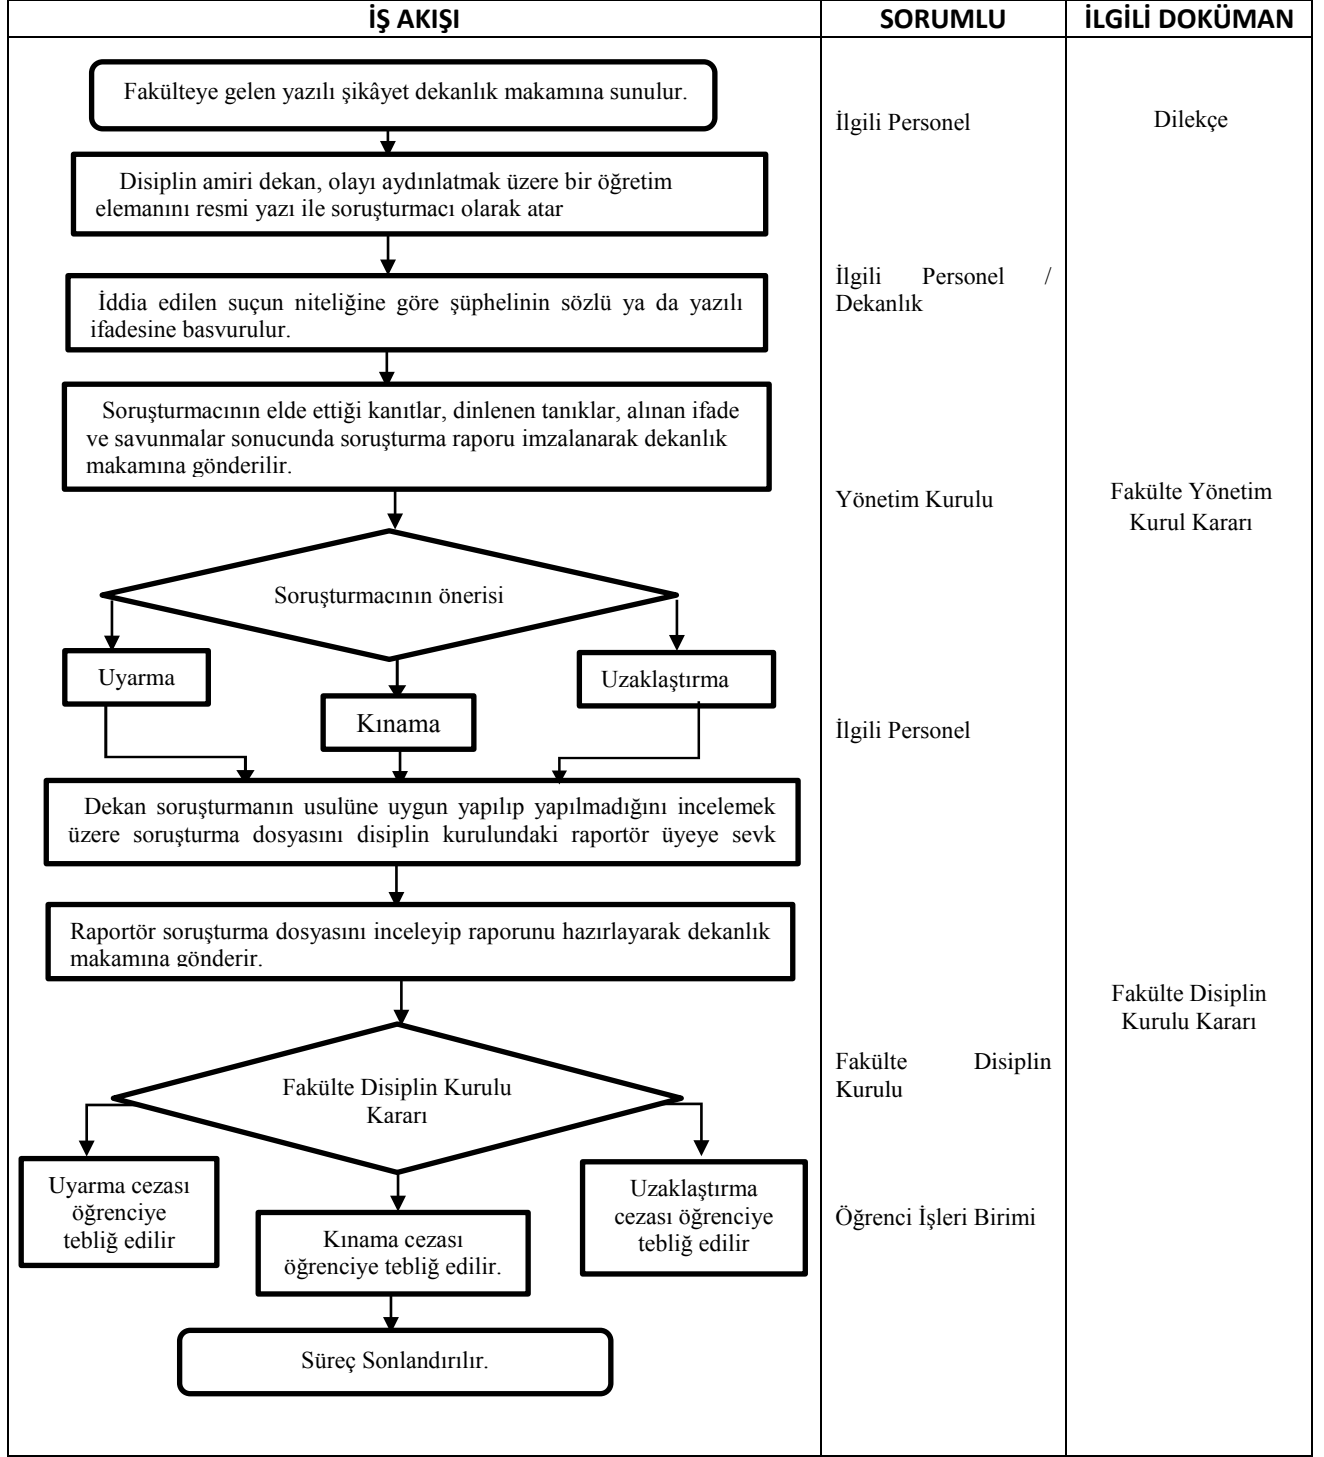 İŞ AKIŞI
SORUMLU
İLGİLİ DOKÜMAN
Fakülteye gelen yazılı şikâyet dekanlık makamına sunulur.
İlgili Personel
Dilekçe
Disiplin amiri dekan, olayı aydınlatmak üzere bir öğretim
elemanını resmi yazı ile soruşturmacı olarak atar
İlgili Personel /
Dekanlık
İddia edilen suçun niteliğine göre şüphelinin sözlü ya da yazılı
ifadesine basvurulur.
Soruşturmacının elde ettiği kanıtlar, dinlenen tanıklar, alınan ifade
ve savunmalar sonucunda soruşturma raporu imzalanarak dekanlık
makamına gönderilir.
Yönetim Kurulu
Fakülte Yönetim
Kurul Kararı
Soruşturmacının önerisi
Uyarma
Kınama
Uzaklaştırma
İlgili Personel
Dekan soruşturmanın usulüne uygun yapılıp yapılmadığını incelemek
üzere soruşturma dosyasını disiplin kurulundaki raportör üyeye sevk
Raportör soruşturma dosyasını inceleyip raporunu hazırlayarak dekanlık
makamına gönderir.
Fakülte Disiplin
Kurulu Kararı
Fakülte Disiplin
Kurulu
Fakülte Disiplin Kurulu
Kararı
Uyarma cezası
öğrenciye
tebliğ edilir
Kınama cezası
öğrenciye tebliğ edilir.
Uzaklaştırma
cezası öğrenciye
tebliğ edilir
Öğrenci İşleri Birimi
Süreç Sonlandırılır.